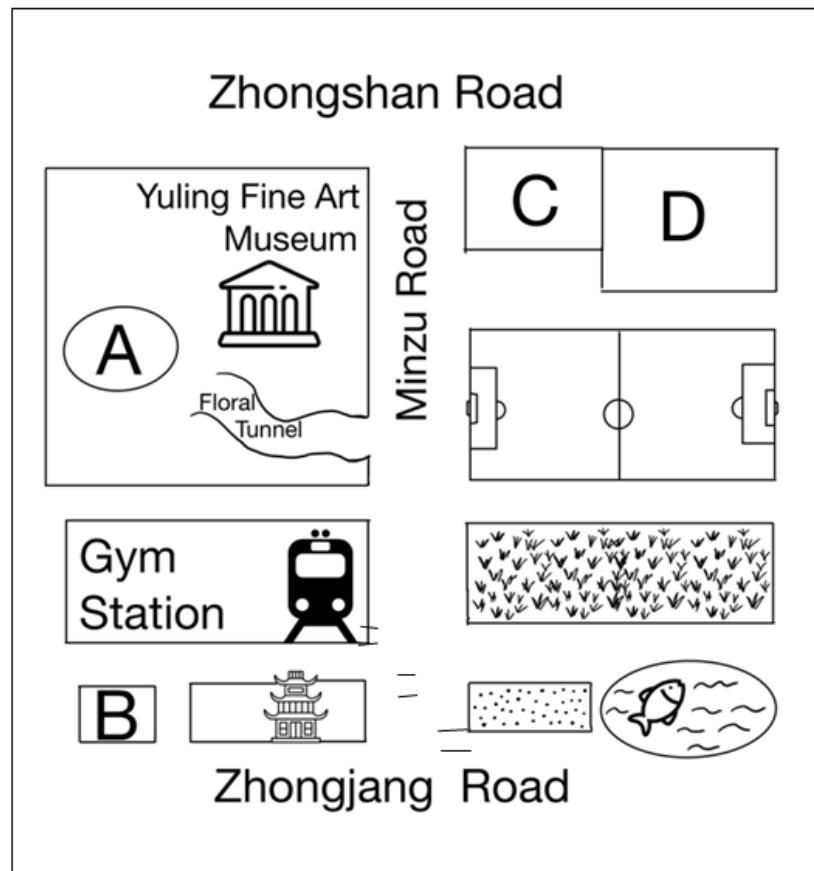 Zhongshan Road
Yuling Fine Art
Museum
Minzu Road
C
D
A
Floral
Tunnel
Gym
Station
B
Zhongjang Road